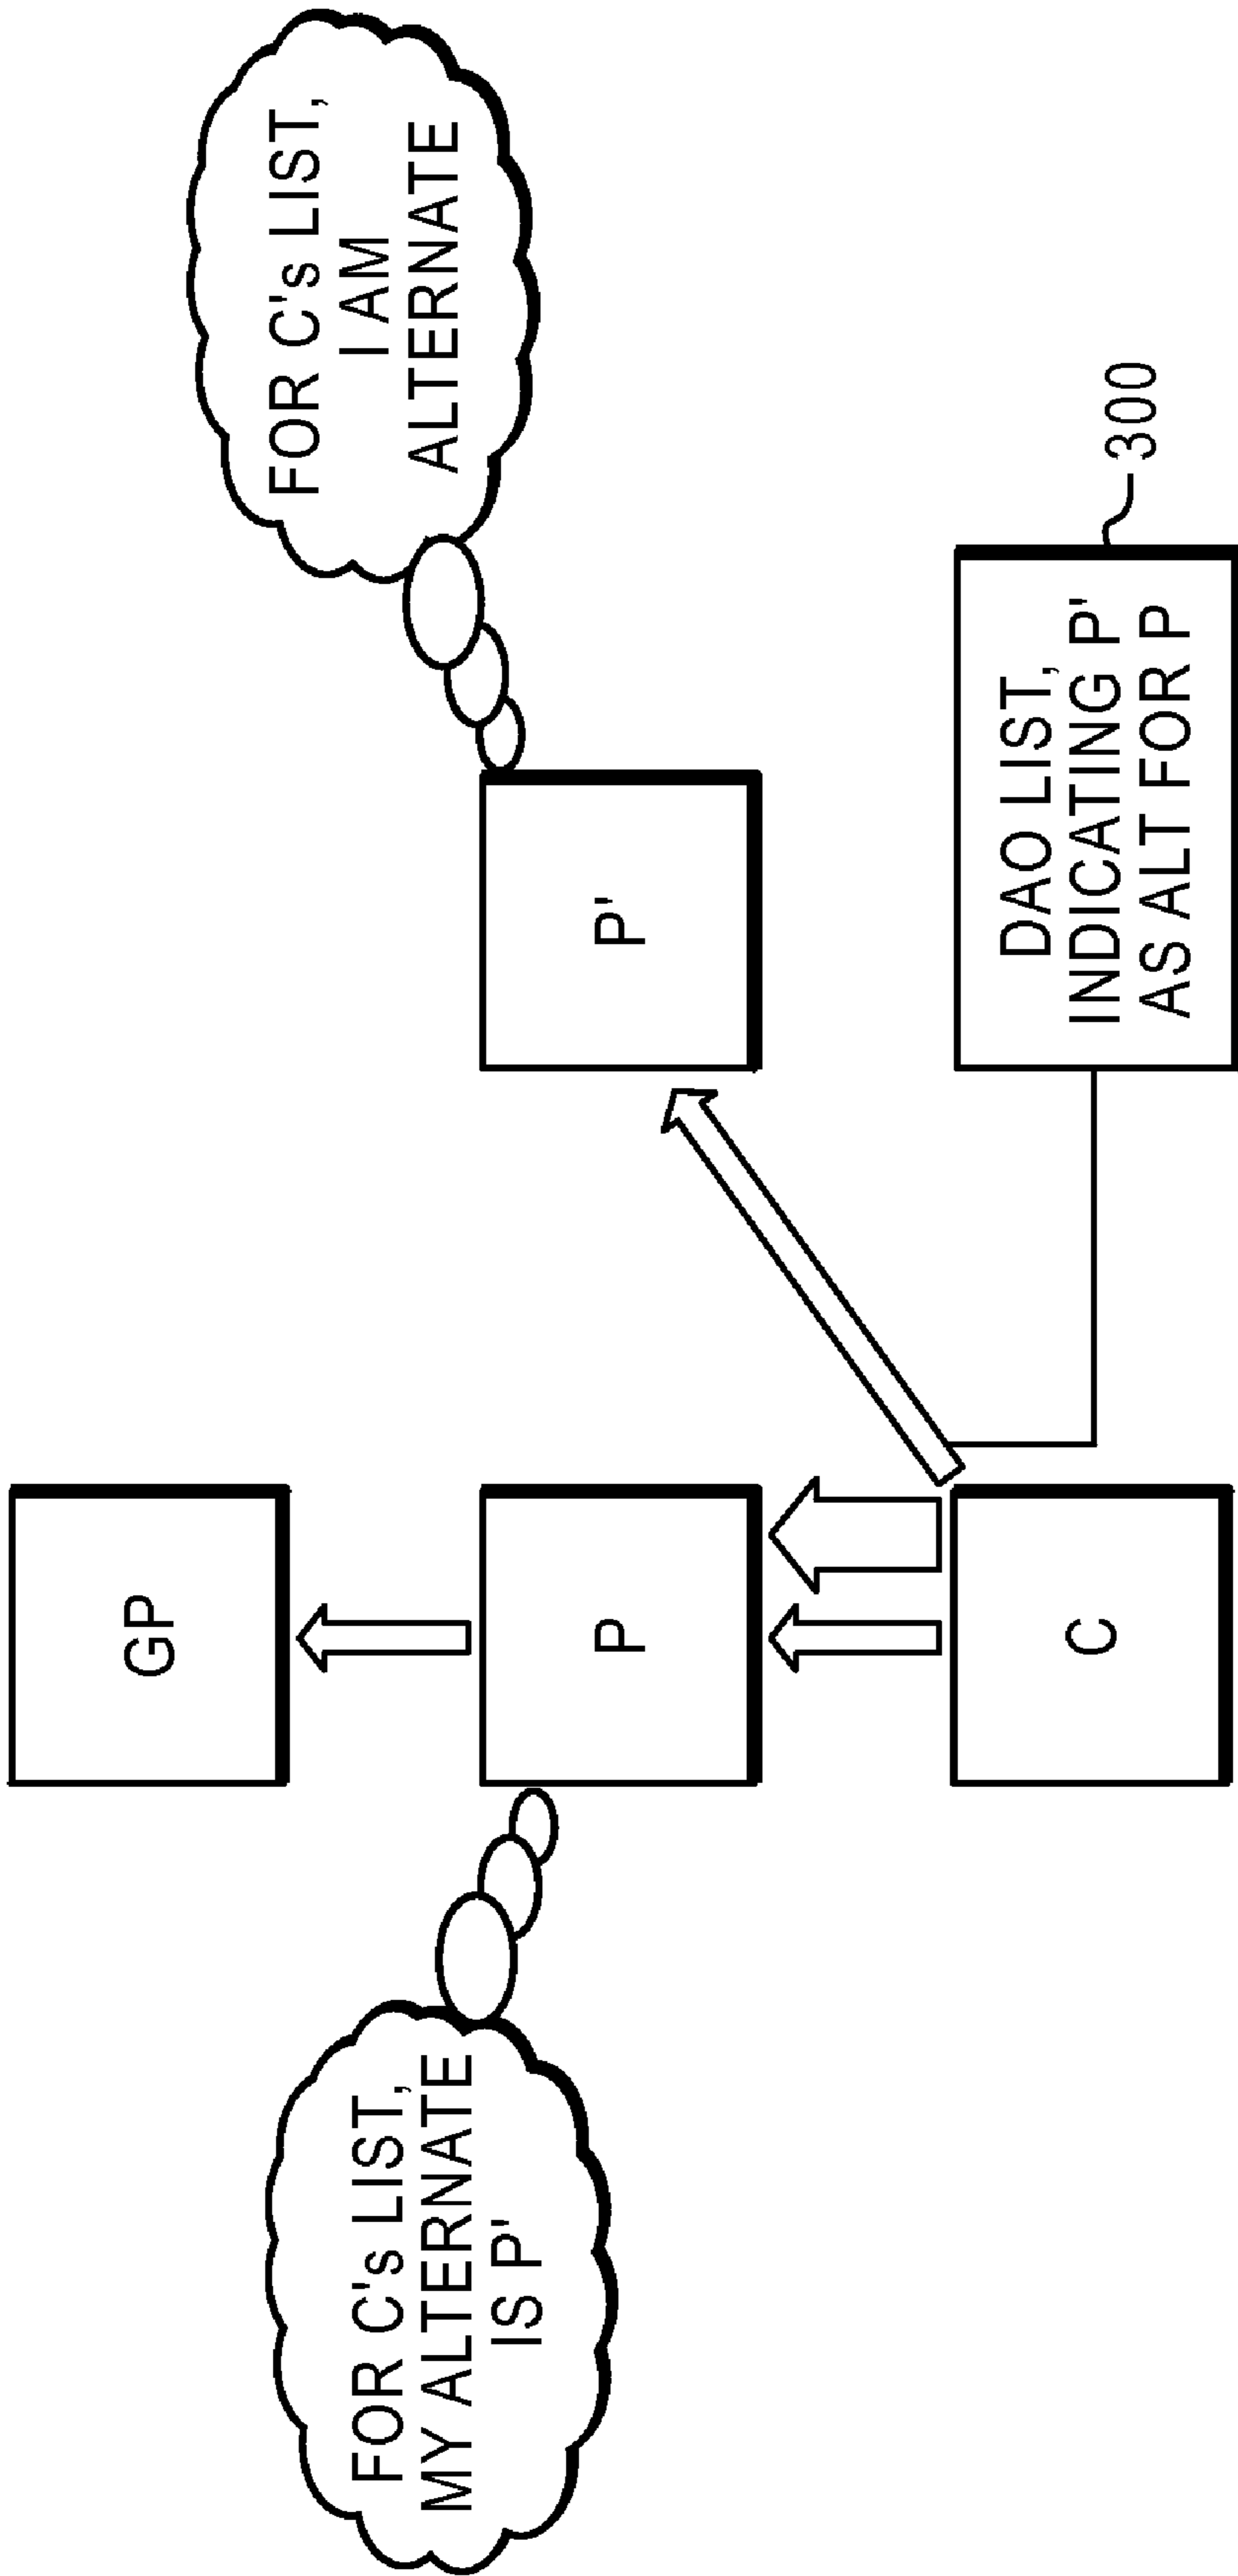 GP
FOR C's LIST,
MY ALTERNATE
IS P'
P
P'
FOR C's LIST,
I AM
ALTERNATE
C
DAO LIST,
INDICATING P'
AS ALT FOR P
300